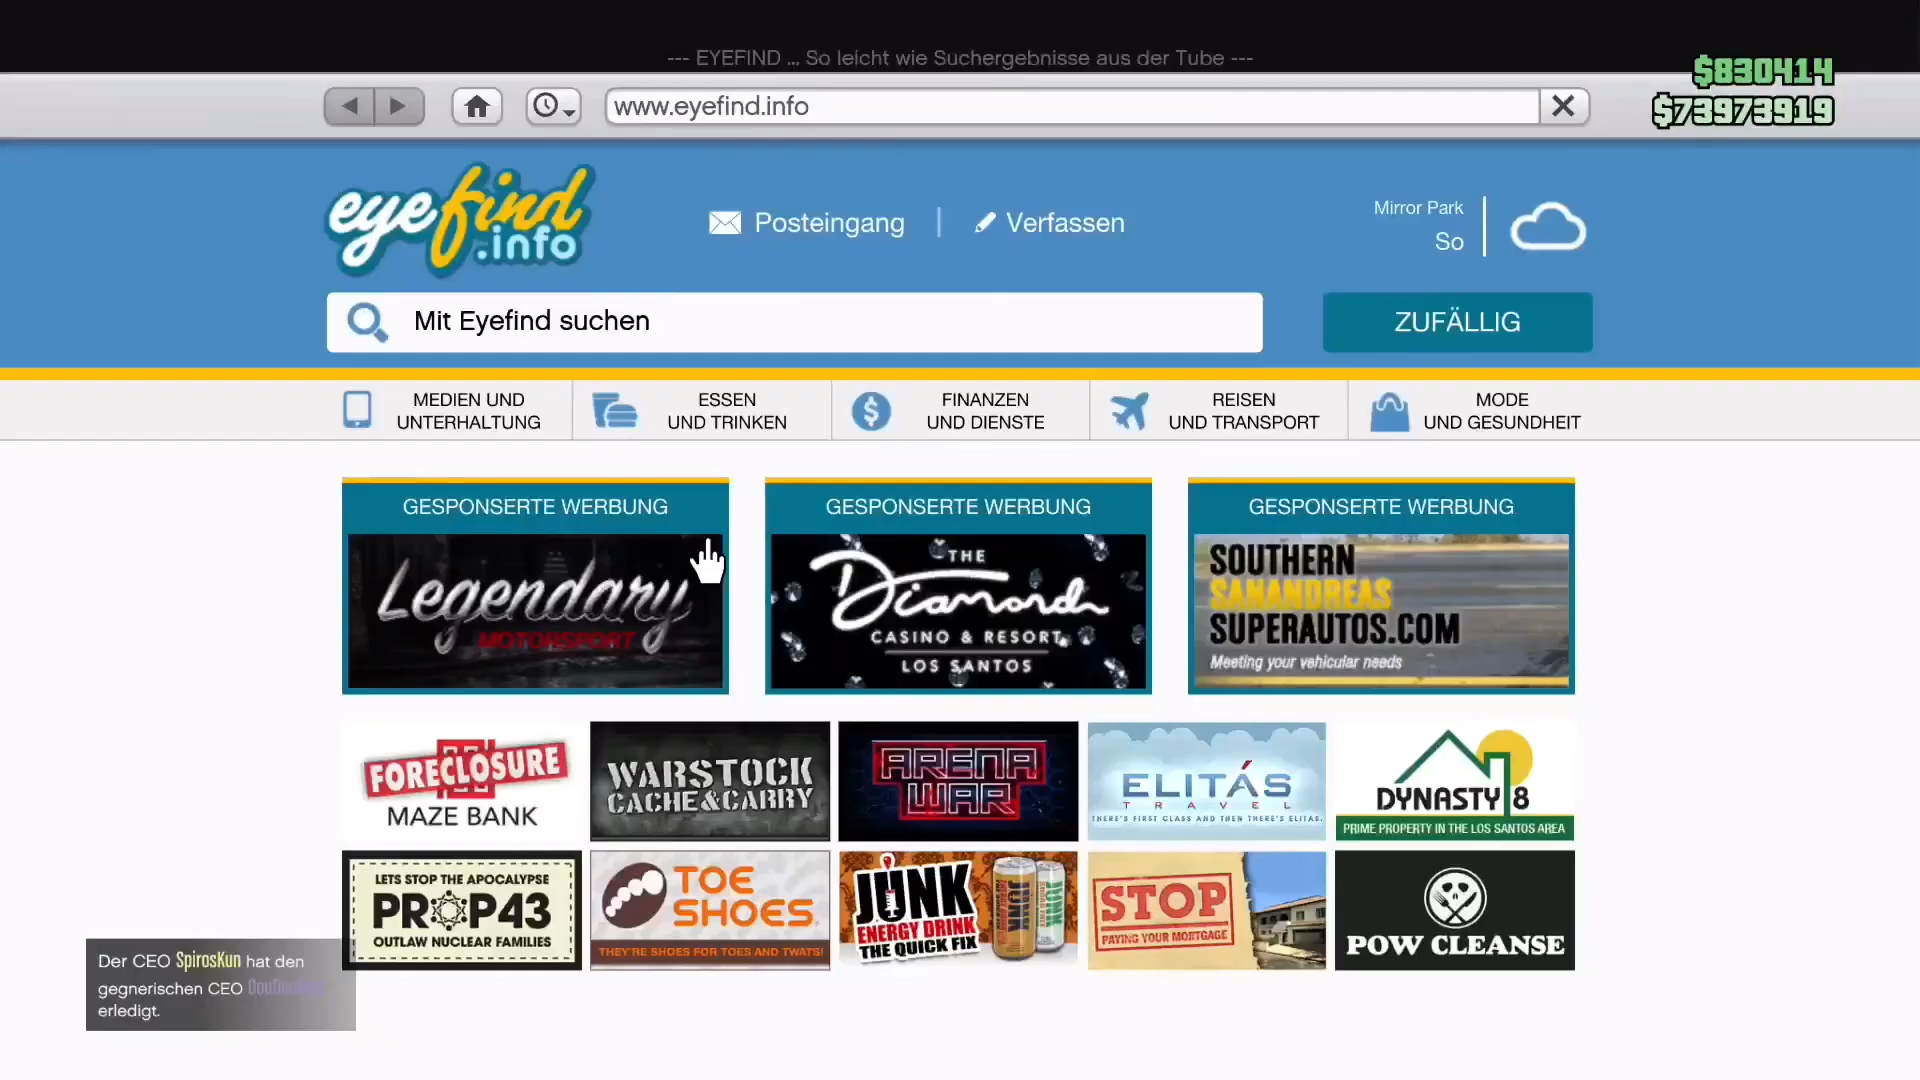 --- EYEFIND ... So leicht wie Suchergebnisse aus der Tube ---
$830414
www.eyefind.info
$73973919
eyefind
.info
Posteingang
Verfassen
Mirror Park
So
Mit Eyefind suchen
ZUFÄLLIG
MEDIEN UND
UNTERHALTUNG
ESSEN
UND TRINKEN
FINANZEN
UND DIENSTE
REISEN
UND TRANSPORT
MODE
UND GESUNDHEIT
GESPONSERTE WERBUNG
Legendary
MOTORSPORT
GESPONSERTE WERBUNG
THE
Diamond
CASINO & RESORT
LOS SANTOS
GESPONSERTE WERBUNG
SOUTHERN
SANANDREAS
SUPERAUTOS.COM
Meeting your vehicular needs
FORECLOSURE
MAZE BANK
WARSTOCK
CACHE&CARRY
ARENA
WAR
ELITÁS
TRAVEL
THERE'S FIRST CLASS AND THEN THERE'S ELITAS.
DYNASTY 8
PRIME PROPERTY IN THE LOS SANTOS AREA
LETS STOP THE APOCALYPSE
PROP43
OUTLAW NUCLEAR FAMILIES
TOE
SHOES
THEY'RE SHOES FOR TOES AND TWATS!
JUNK
ENERGY DRINK
THE QUICK FIX
STOP
PAYING YOUR MORTGAGE
POW CLEANSE
Der CEO SpirosKun hat den
gegnerischen CEO
erledigt.